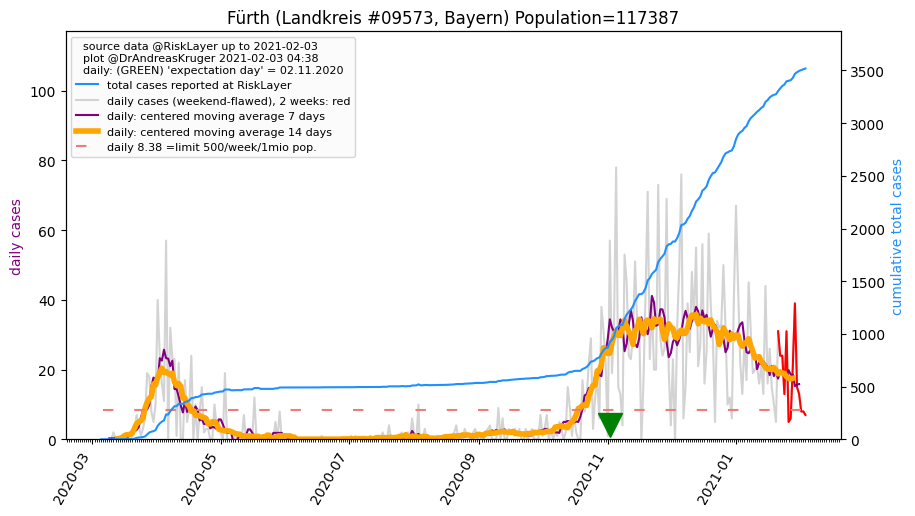 Fürth (Landkreis #09573, Bayern) Population=117387
source data @RiskLayer up to 2021-02-03
plot @DrAndreasKruger 2021-02-03 04:38
daily: (GREEN) 'expectation day' = 02.11.2020
total cases reported at RiskLayer
daily cases (weekend-flawed), 2 weeks: red
daily: centered moving average 7 days
daily: centered moving average 14 days
daily 8.38 =limit 500/week/1mio pop.
daily cases
100
80
60
40
20
0
cumulative total cases
3500
3000
2500
2000
1500
1000
500
0
2020-03
2020-05
2020-07
2020-09
2020-11
2021-01